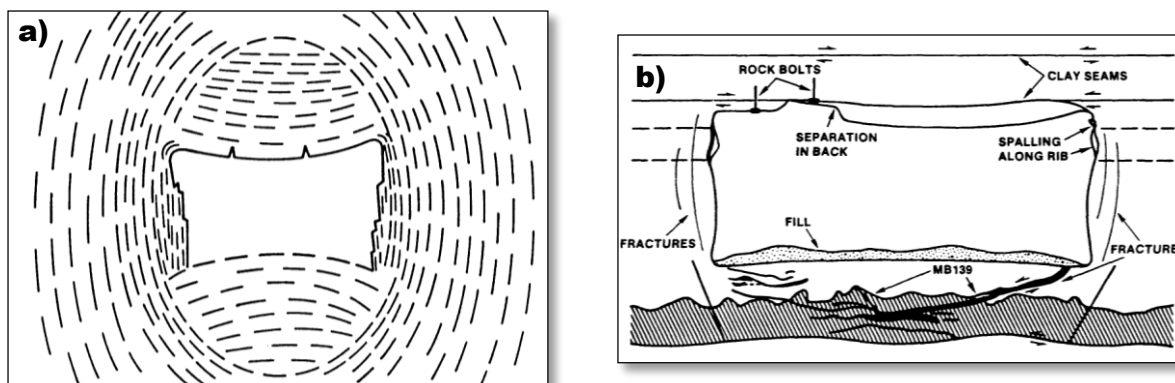 a)
b)
ROCK BOLTS
CLAY SEAMS
SEPARATION
IN BACK
SPALLING
ALONG RIB
FILL
FRACTURES
MB139
FRACTURE